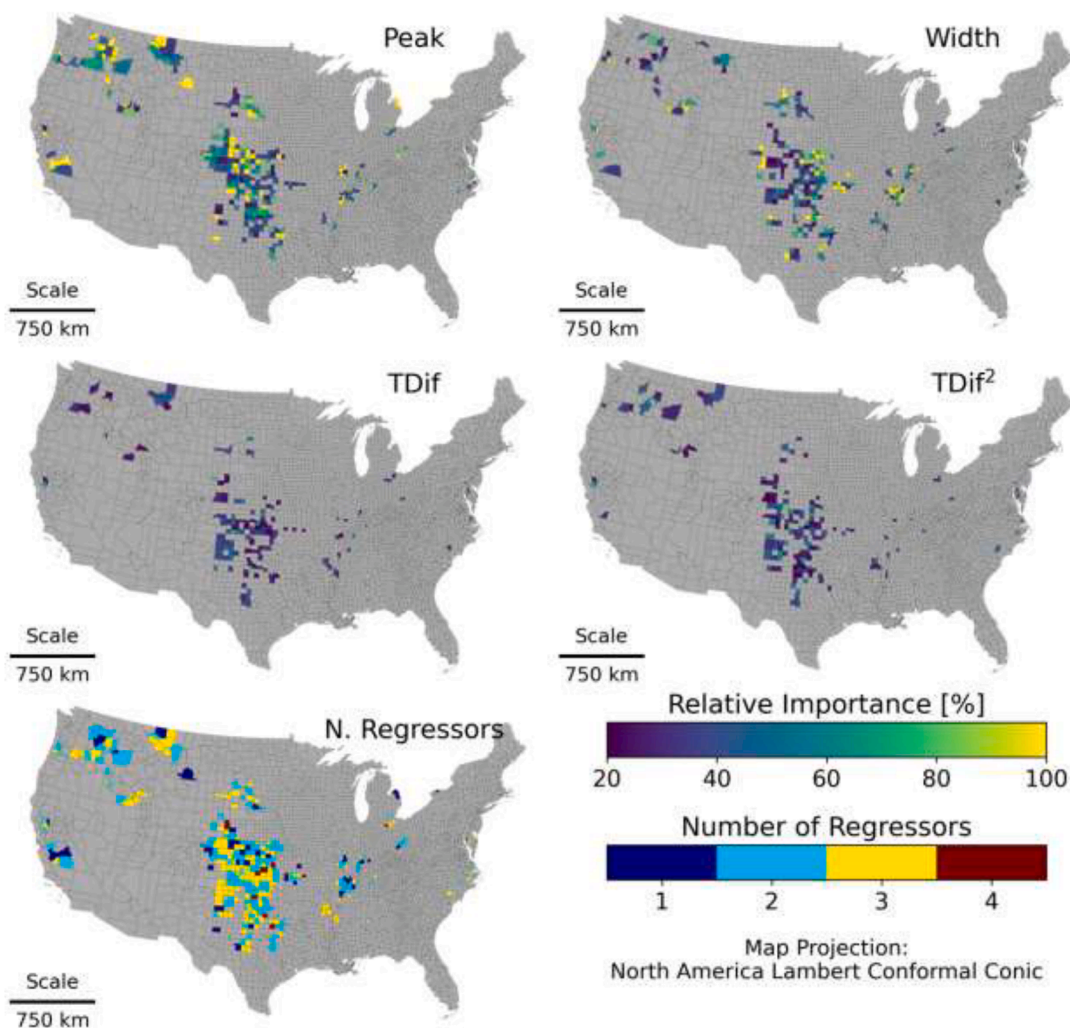 Peak
Width
Scale
750 km
Scale
750 km
TDif
TDif²
Scale
750 km
Scale
750 km
N. Regressors
Relative Importance [%]
20 40 60 80 100
Number of Regressors
1 2 3 4
Scale
750 km
Map Projection:
North America Lambert Conformal Conic